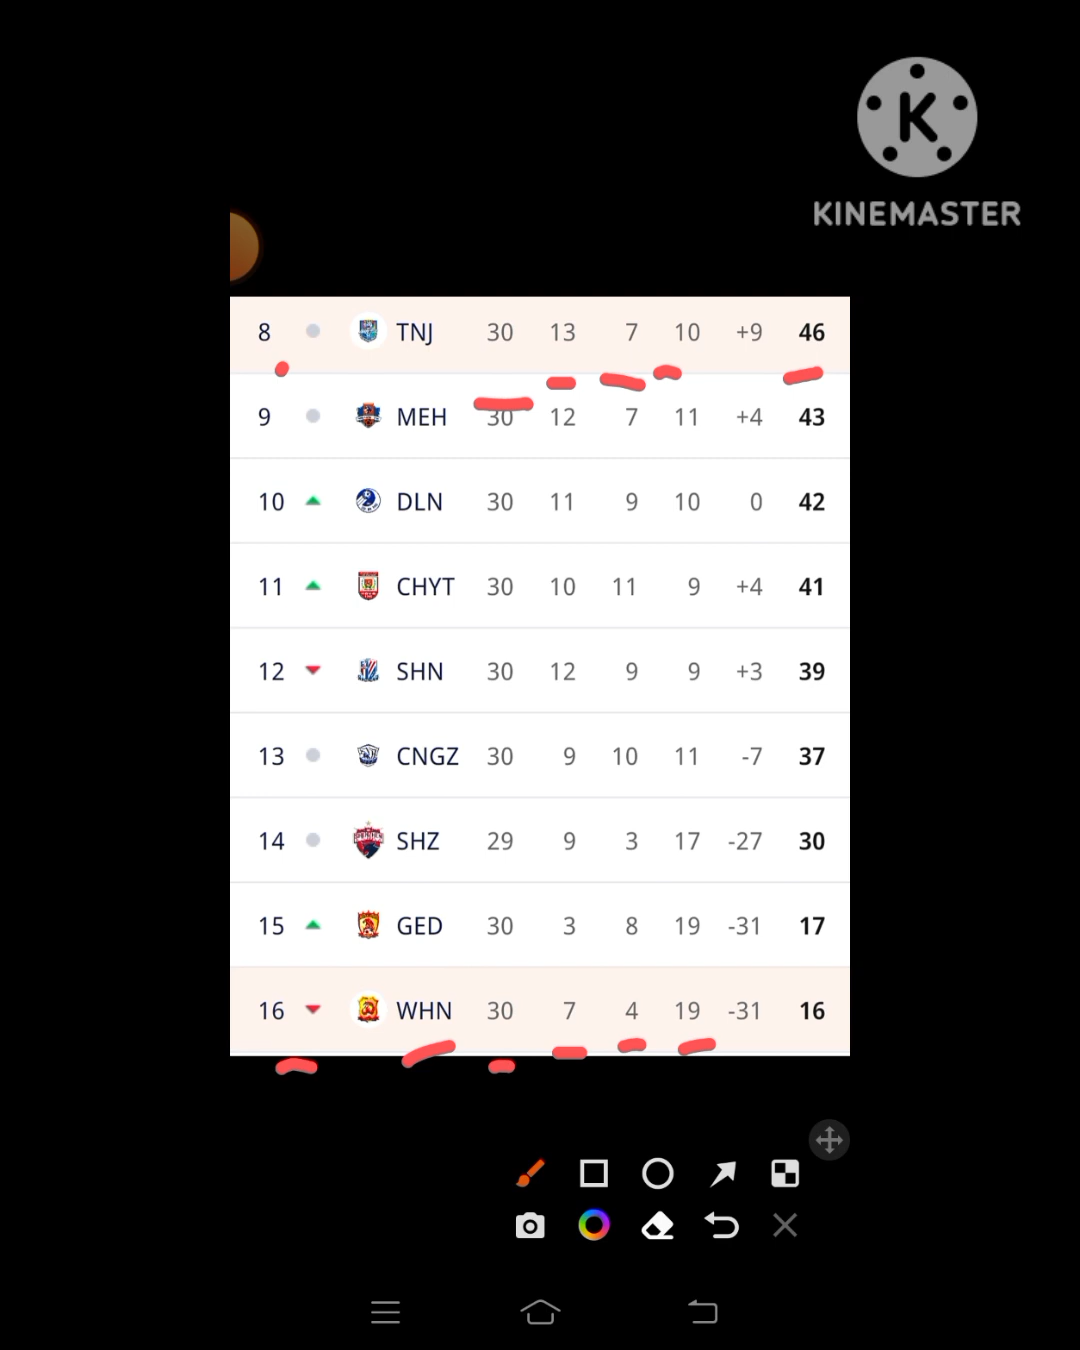 K
KINEMASTER
8 TNJ 30 13 7 10 +9 46
9 MEH 30 12 7 11 +4 43
10 DLN 30 11 9 10 0 42
11 CHYT 30 10 11 9 +4 41
12 SHN 30 12 9 9 +3 39
13 CNGZ 30 9 10 11 -7 37
14 SHZ 29 9 3 17 -27 30
15 GED 30 3 8 19 -31 17
16 WHN 30 7 4 19 -31 16